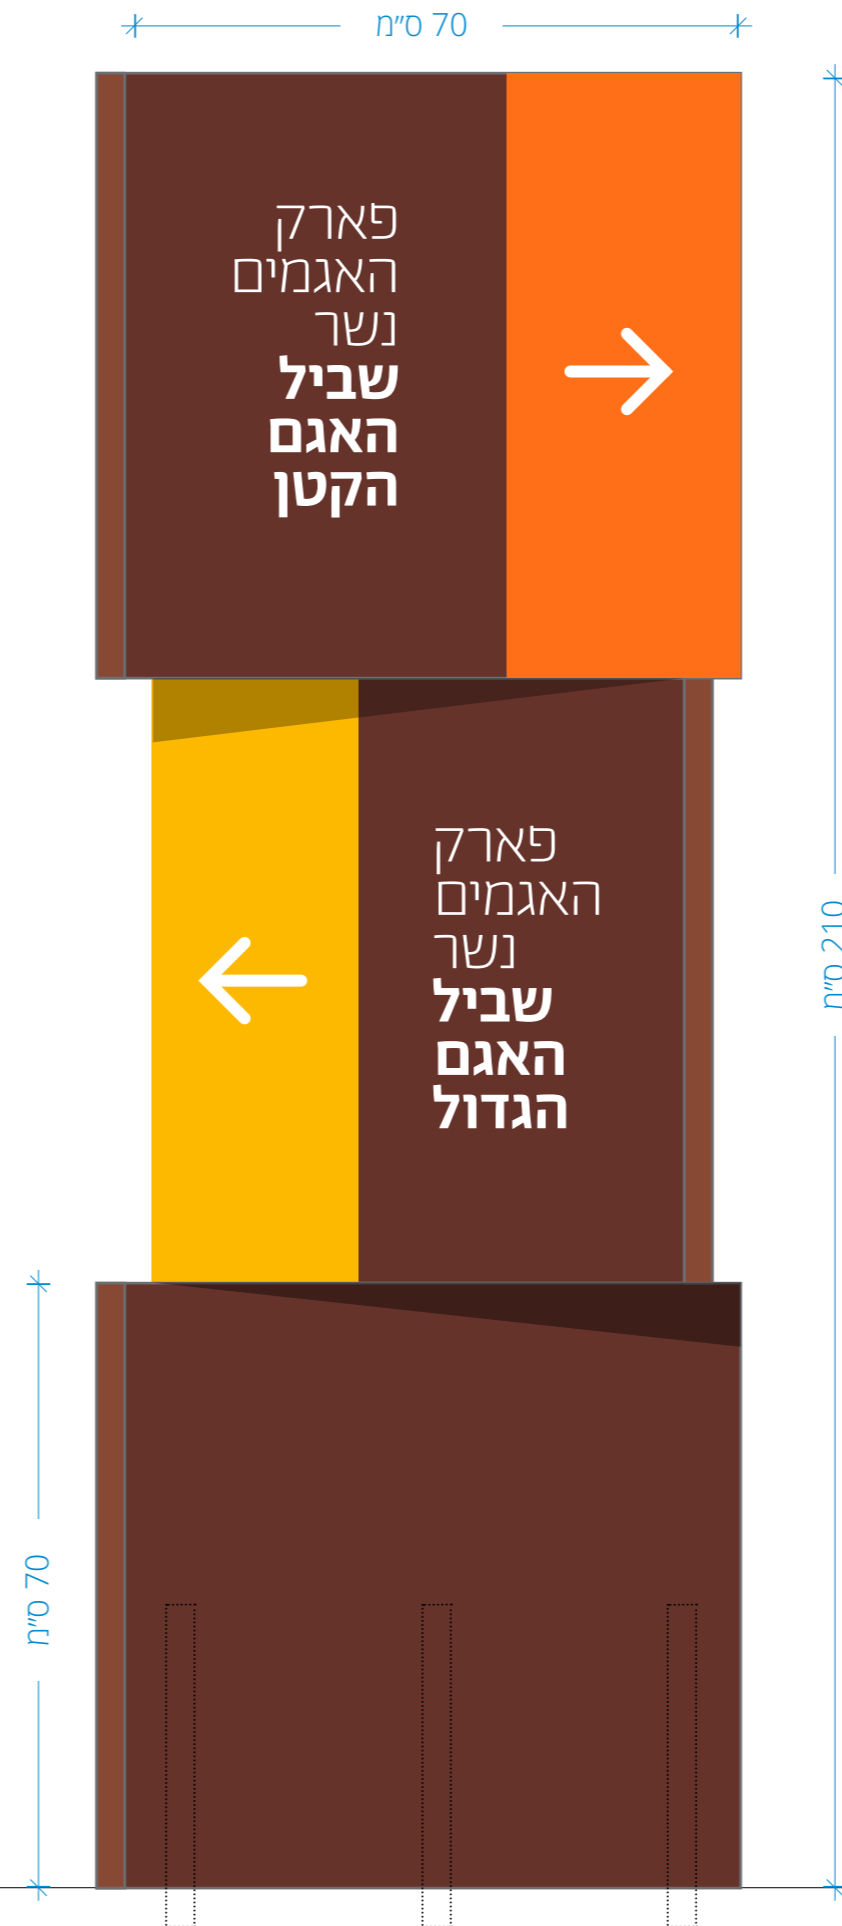 70 ס״מ
פארק
האגמים
נשר
שביל
האגם
הקטן
פארק
האגמים
נשר
שביל
האגם
הגדול
210 ס״מ
70 ס״מ